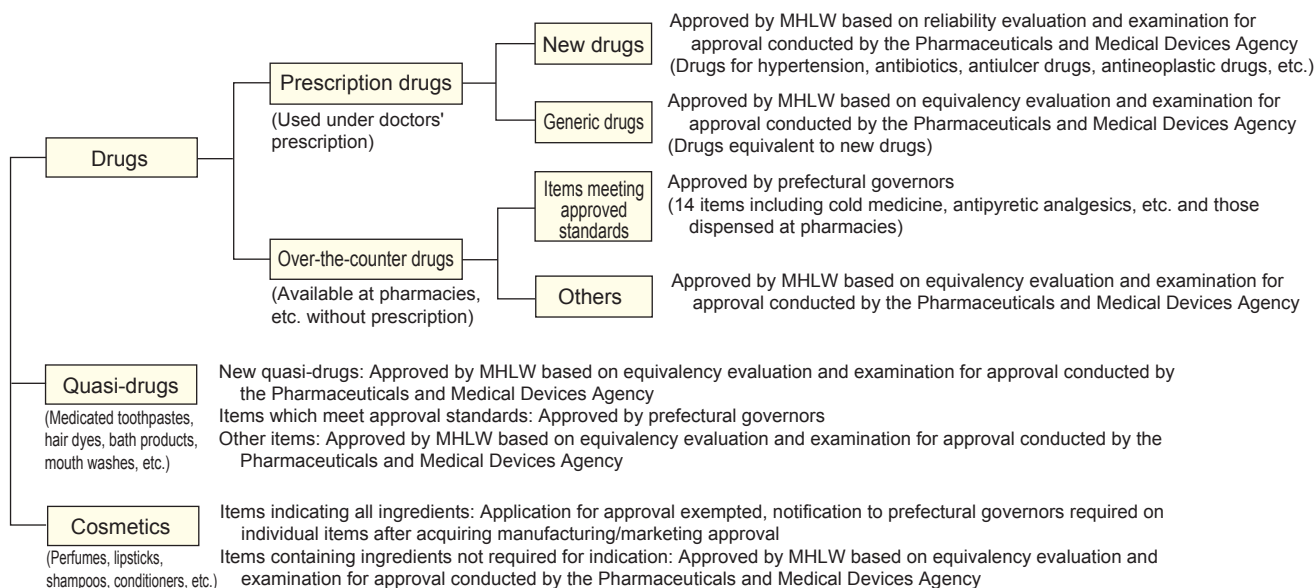 New drugs
Approved by MHLW based on reliability evaluation and examination for
approval conducted by the Pharmaceuticals and Medical Devices Agency
(Drugs for hypertension, antibiotics, antiulcer drugs, antineoplastic drugs, etc.)
Prescription drugs
(Used under doctors'
prescription)
Generic drugs
Approved by MHLW based on equivalency evaluation and examination for
approval conducted by the Pharmaceuticals and Medical Devices Agency
(Drugs equivalent to new drugs)
Drugs
Items meeting
approved
standards
Approved by prefectural governors
(14 items including cold medicine, antipyretic analgesics, etc. and those
dispensed at pharmacies)
Over-the-counter drugs
(Available at pharmacies,
etc. without prescription)
Others
Approved by MHLW based on equivalency evaluation and examination for
approval conducted by the Pharmaceuticals and Medical Devices Agency
Quasi-drugs
(Medicated toothpastes,
hair dyes, bath products,
mouth washes, etc.)
New quasi-drugs: Approved by MHLW based on equivalency evaluation and examination for approval conducted by
the Pharmaceuticals and Medical Devices Agency
Items which meet approval standards: Approved by prefectural governors
Other items: Approved by MHLW based on equivalency evaluation and examination for approval conducted by the
Pharmaceuticals and Medical Devices Agency
Cosmetics
(Perfumes, lipsticks,
shampoos, conditioners, etc.)
Items indicating all ingredients: Application for approval exempted, notification to prefectural governors required on
individual items after acquiring manufacturing/marketing approval
Items containing ingredients not required for indication: Approved by MHLW based on equivalency evaluation and
examination for approval conducted by the Pharmaceuticals and Medical Devices Agency